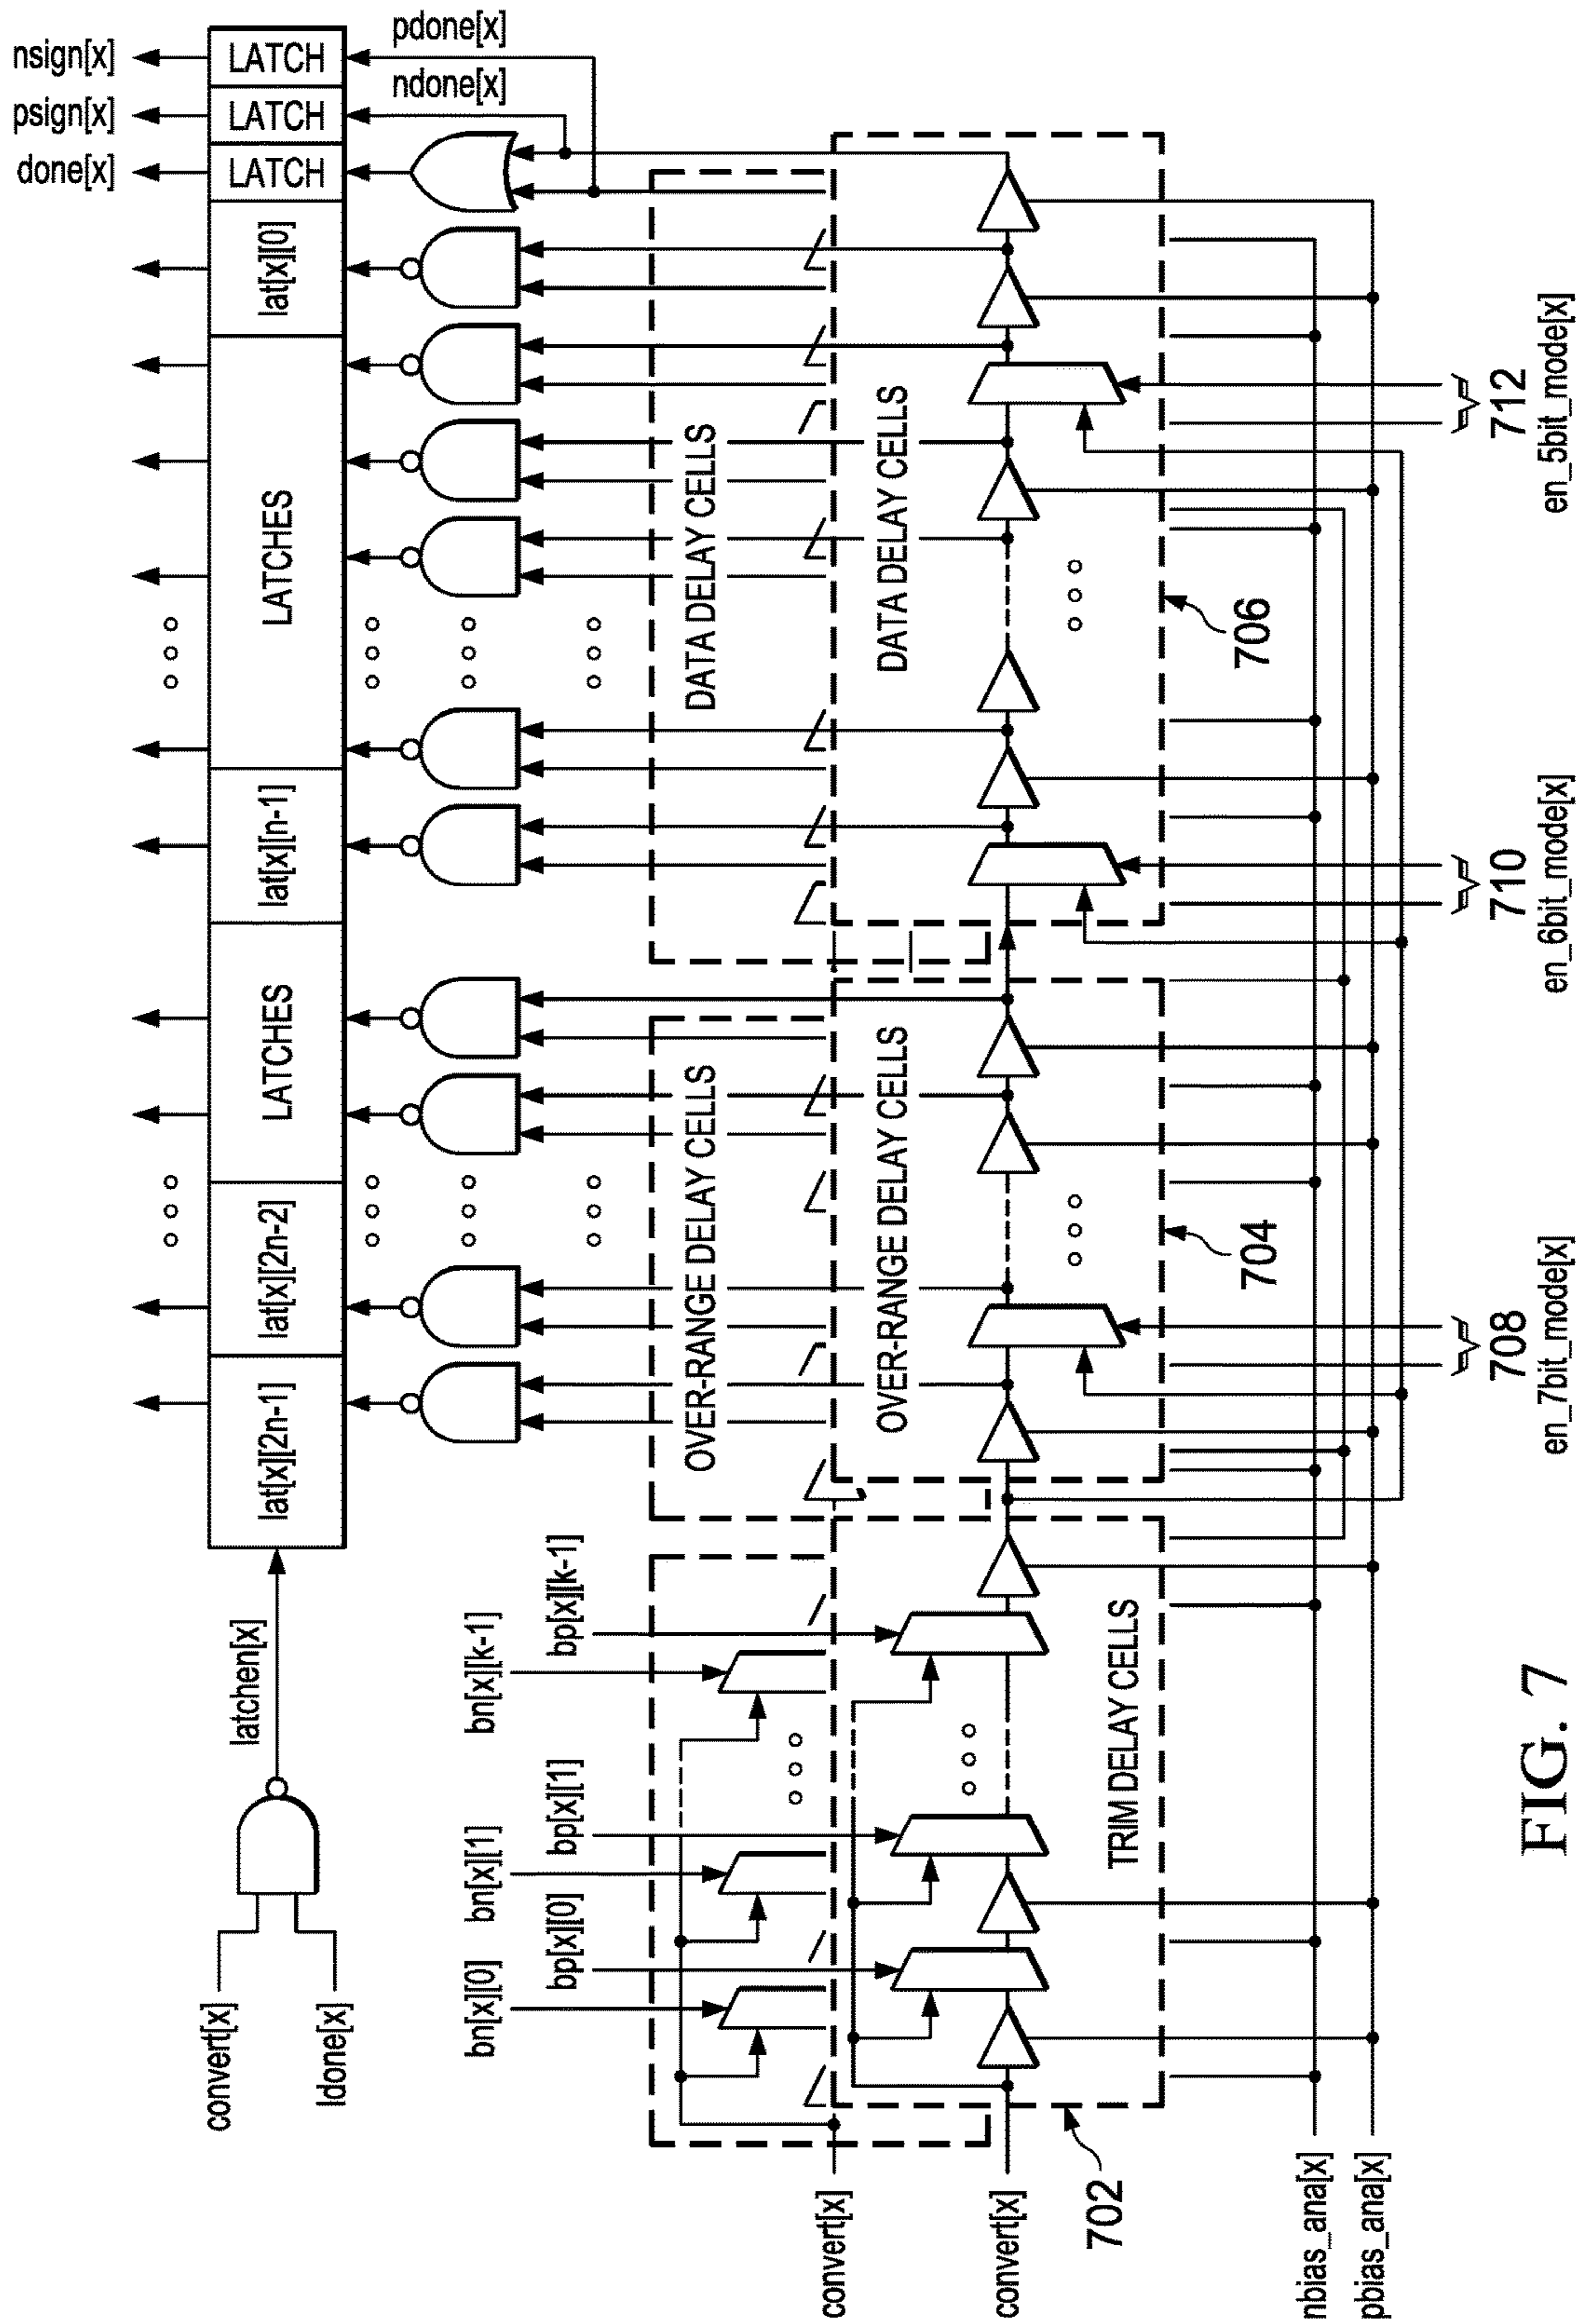 nsign[x]
psign[x]
done[x]
LATCH
LATCH
LATCH
lat[x][0]
LATCHES
lat[x][n-1]
LATCHES
lat[x][2n-2]
lat[x][2n-1]
latchen[x]
convert[x]
ldone[x]
pdone[x]
ndone[x]
bn[x][k-1]
bp[x][k-1]
bn[x][1]
bp[x][1]
bn[x][0]
bp[x][0]
DATA DELAY CELLS
DATA DELAY CELLS
OVER-RANGE DELAY CELLS
OVER-RANGE DELAY CELLS
TRIM DELAY CELLS
convert[x]
convert[x]
702
704
706
nbias_ana[x]
pbias_ana[x]
708
en_7bit_mode[x]
710
en_6bit_mode[x]
712
en_5bit_mode[x]
FIG. 7